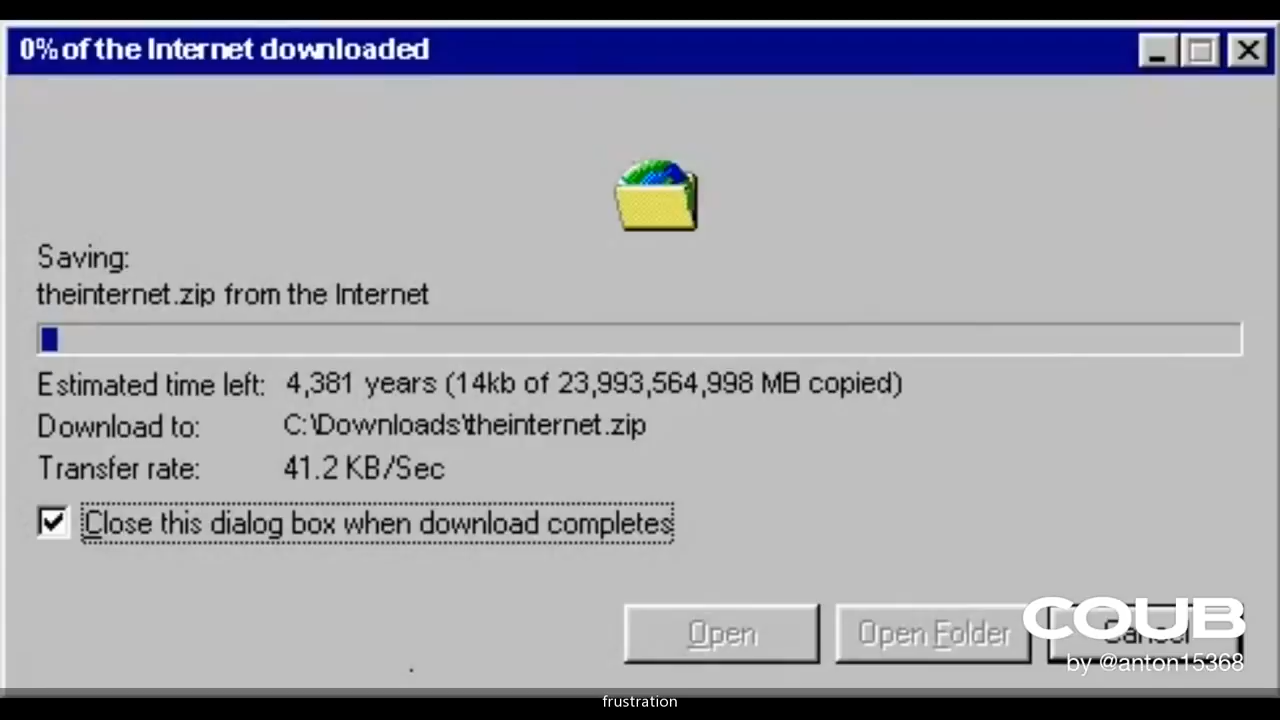 0% of the Internet downloaded
Saving:
theinternet.zip from the Internet
Estimated time left: 4,381 years (14kb of 23,993,564,998 MB copied)
Download to: C:\Downloads\theinternet.zip
Transfer rate: 41.2 KB/Sec
Close this dialog box when download completes
Open Open Folder Cancel
COUB
by @anton15368
frustration